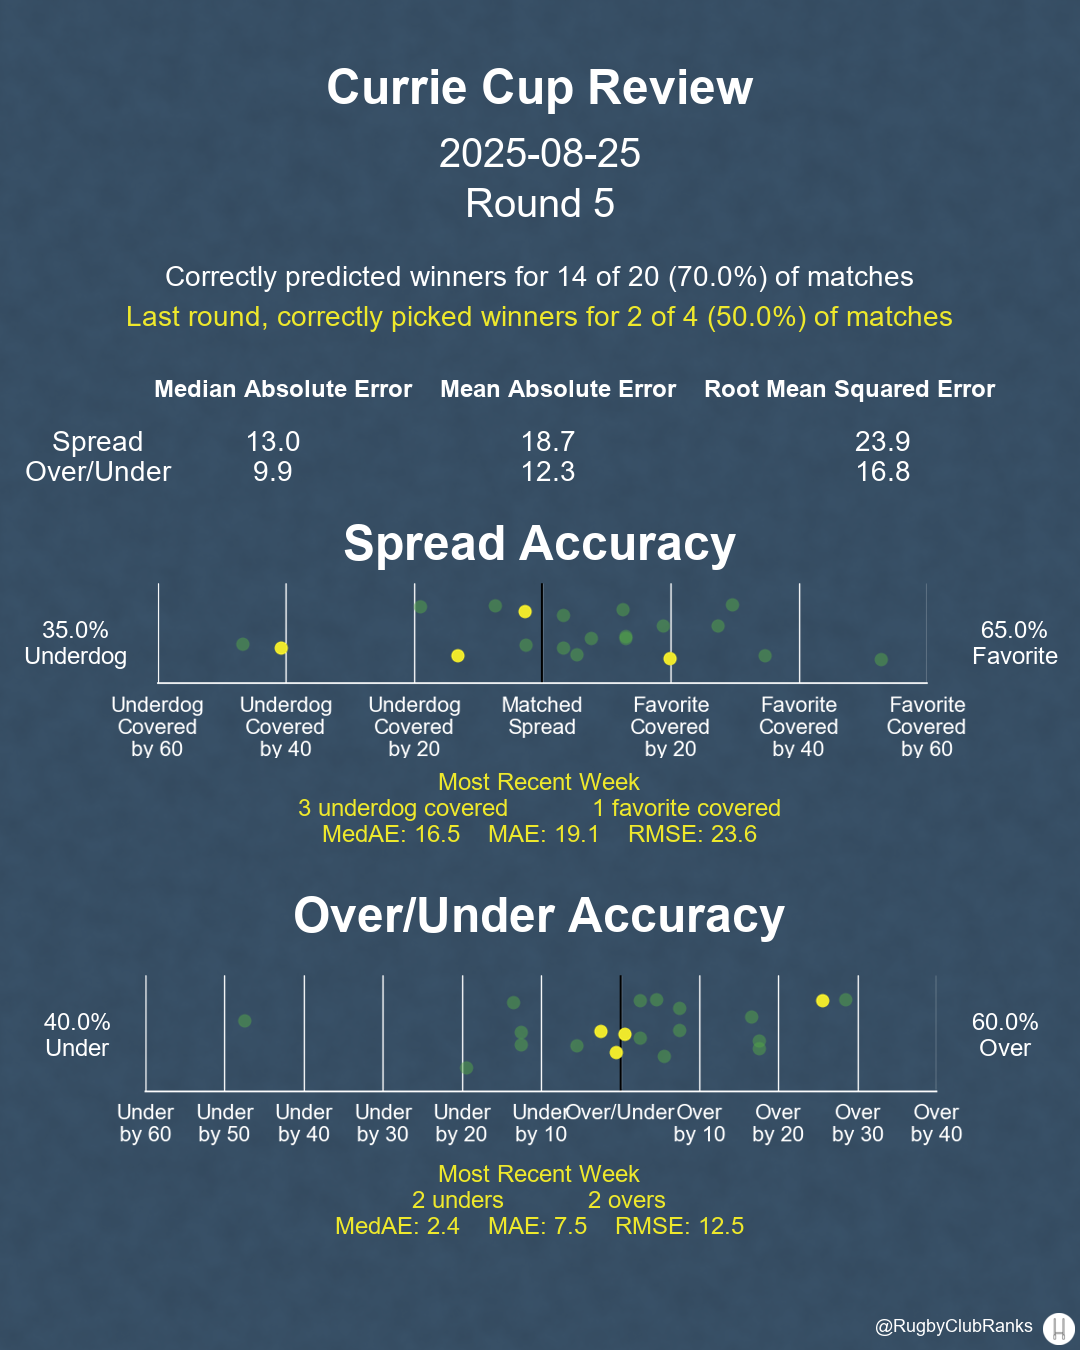 Currie Cup Review
2025-08-25
Round 5
Correctly predicted winners for 14 of 20 (70.0%) of matches
Last round, correctly picked winners for 2 of 4 (50.0%) of matches
Median Absolute Error Mean Absolute Error Root Mean Squared Error
Spread 13.0 18.7 23.9
Over/Under 9.9 12.3 16.8
Spread Accuracy
35.0% Underdog
65.0% Favorite
Underdog Covered by 60
Underdog Covered by 40
Underdog Covered by 20
Matched Spread
Favorite Covered by 20
Favorite Covered by 40
Favorite Covered by 60
Most Recent Week
3 underdog covered 1 favorite covered
MedAE: 16.5 MAE: 19.1 RMSE: 23.6
Over/Under Accuracy
40.0% Under
60.0% Over
Under by 60
Under by 50
Under by 40
Under by 30
Under by 20
Under by 10
Over/Under
Over by 10
Over by 20
Over by 30
Over by 40
Most Recent Week
2 unders 2 overs
MedAE: 2.4 MAE: 7.5 RMSE: 12.5
@RugbyClubRanks